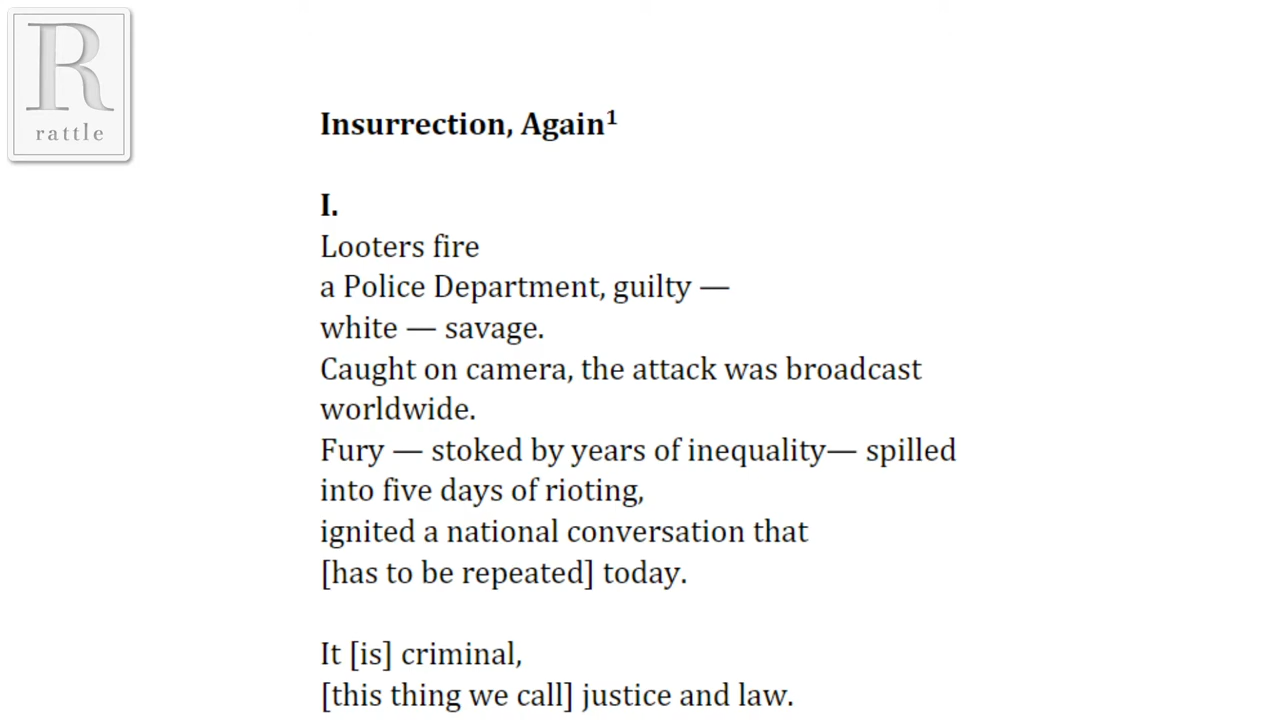 R
rattle
Insurrection, Again¹
I.
Looters fire
a Police Department, guilty —
white — savage.
Caught on camera, the attack was broadcast
worldwide.
Fury — stoked by years of inequality— spilled
into five days of rioting,
ignited a national conversation that
[has to be repeated] today.
It [is] criminal,
[this thing we call] justice and law.